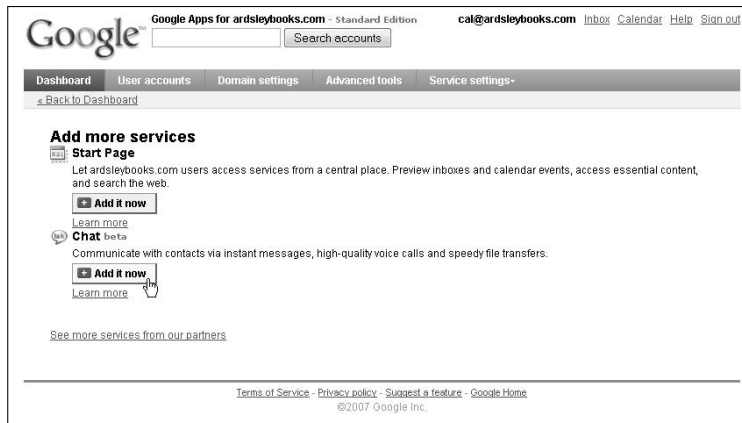 Google™
Google Apps for ardsleybooks.com - Standard Edition
cal@ardsleybooks.com Inbox Calendar Help Sign out
Search accounts
Dashboard User accounts Domain settings Advanced tools Service settings
« Back to Dashboard
Add more services
Start Page
Let ardsleybooks.com users access services from a central place. Preview inboxes and calendar events, access essential content,
and search the web.
Add it now
Learn more
talk Chat beta
Communicate with contacts via instant messages, high-quality voice calls and speedy file transfers.
Add it now
Learn more
See more services from our partners
Terms of Service - Privacy policy - Suggest a feature - Google Home
©2007 Google Inc.